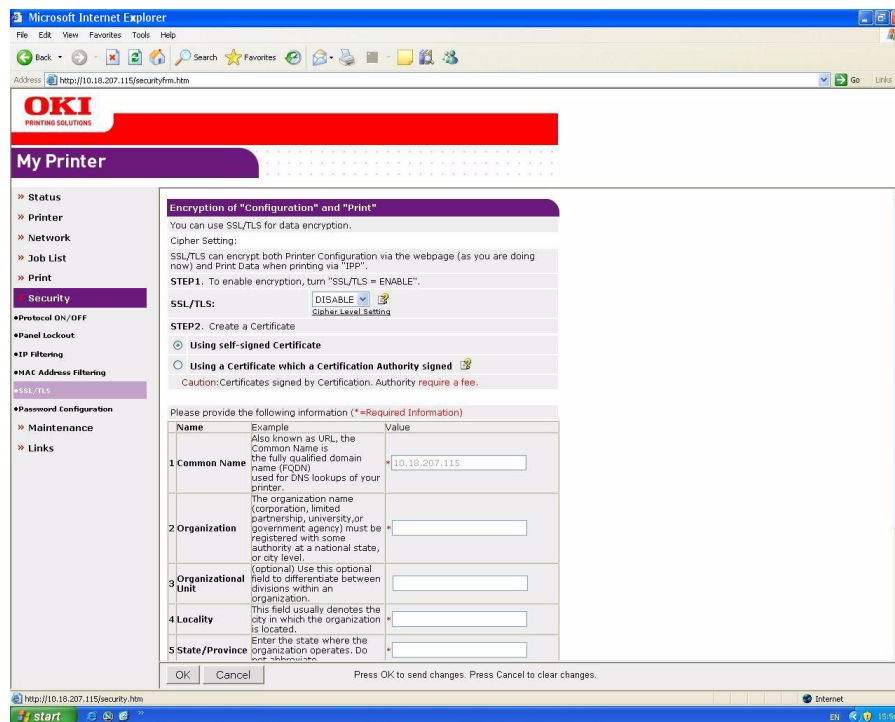 Microsoft Internet Explorer
File Edit View Favorites Tools Help
Back Search Favorites
Address http://10.18.207.115/securityfrm.htm Go Links
OKI
PRINTING SOLUTIONS
My Printer
» Status
» Printer
» Network
» Job List
» Print
» Security
•Protocol ON/OFF
•Panel Lockout
•IP Filtering
•MAC Address Filtering
•SSL/TLS
•Password Configuration
» Maintenance
» Links
Encryption of "Configuration" and "Print"
You can use SSL/TLS for data encryption.
Cipher Setting:
SSL/TLS can encrypt both Printer Configuration via the webpage (as you are doing
now) and Print Data when printing via "IPP".
STEP1. To enable encryption, turn "SSL/TLS = ENABLE".
SSL/TLS: DISABLE
Cipher Level Setting
STEP2. Create a Certificate
Using self-signed Certificate
Using a Certificate which a Certification Authority signed
Caution:Certificates signed by Certification. Authority require a fee.
Please provide the following information (*=Required Information)
Name Example Value
1 Common Name
Also known as URL, the
Common Name is
the fully qualified domain
name (FQDN)
used for DNS lookups of your
printer.
* 10.18.207.115
2 Organization
The organization name
(corporation, limited
partnership, university,or
government agency) must be
registered with some
authority at a national state,
or city level.
*
3 Organizational
Unit
(optional) Use this optional
field to differentiate between
divisions within an
organization.
4 Locality
This field usually denotes the
city in which the organization
is located.
*
5 State/Province
Enter the state where the
organization operates. Do
not abbreviate
*
OK Cancel Press OK to send changes. Press Cancel to clear changes.
http://10.18.207.115/security.htm Internet
start EN